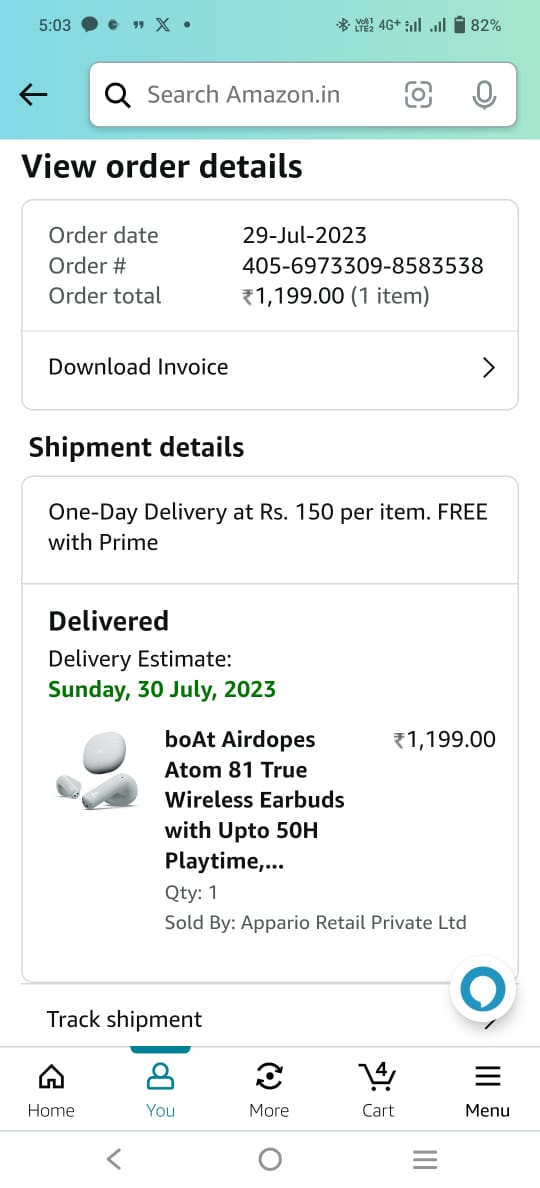 5:03
Vo) 1
LTE2
4G+
82%
Search Amazon.in
View order details
Order date 29-Jul-2023
Order # 405-6973309-8583538
Order total ₹1,199.00 (1 item)
Download Invoice
Shipment details
One-Day Delivery at Rs. 150 per item. FREE
with Prime
Delivered
Delivery Estimate:
Sunday, 30 July, 2023
boAt Airdopes ₹1,199.00
Atom 81 True
Wireless Earbuds
with Upto 50H
Playtime,...
Qty: 1
Sold By: Appario Retail Private Ltd
Track shipment
4
Home You More Cart Menu